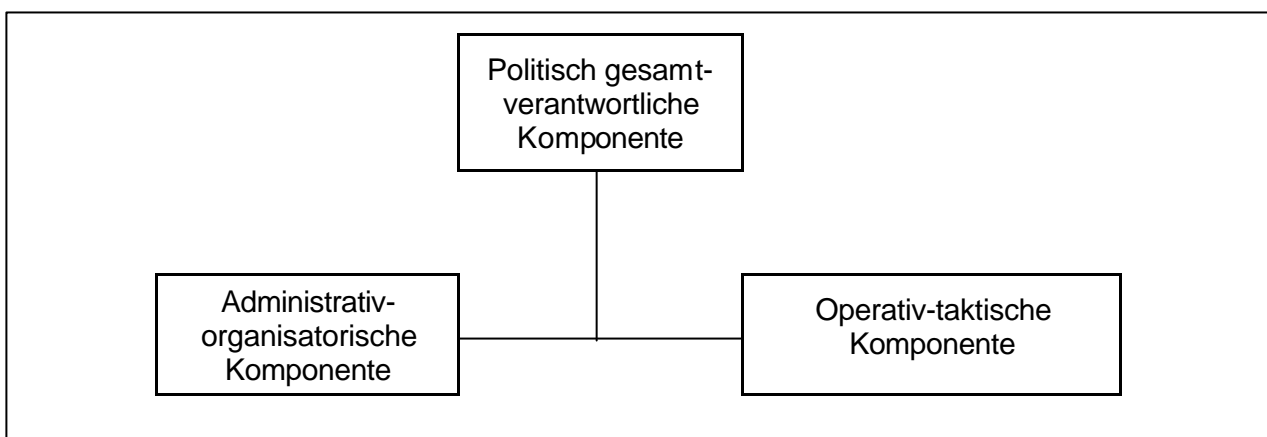 Politisch gesamt-
verantwortliche
Komponente
Administrativ-
organisatorische
Komponente
Operativ-taktische
Komponente